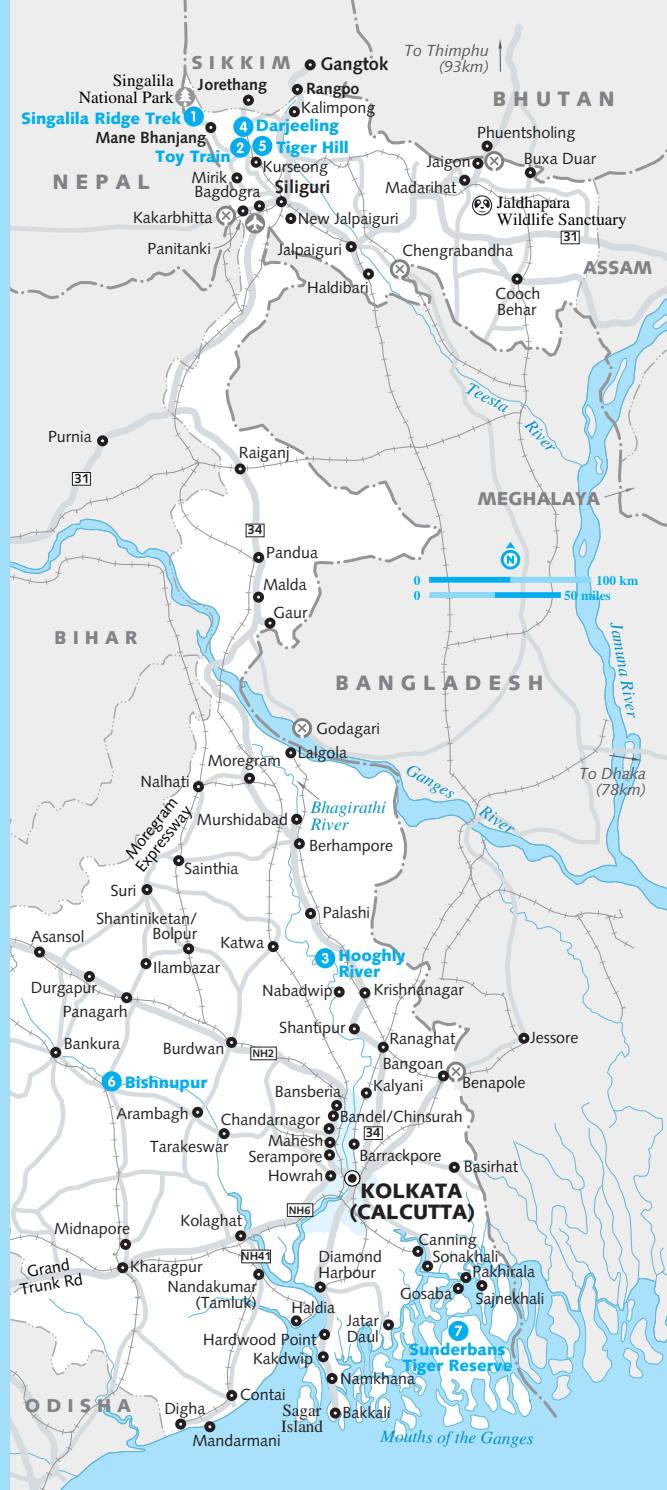 To Thimphu
(93km)
SIKKIM
Gangtok
Singalila
National Park
Jorethang
Rangpo
BHUTAN
Kalimpong
1
Singalila Ridge Trek
4 Darjeeling
Mane Bhanjang
Phuentsholing
Toy Train 2
5 Tiger Hill
Jaigon
Buxa Duar
Kurseong
NEPAL
Mirik
Siliguri
Madarihat
Bagdogra
Jaldhapara
Wildlife Sanctuary
Kakarbhitta
New Jalpaiguri
31
Panitanki
Jalpaiguri
Chengrabandha
ASSAM
Haldibari
Cooch
Behar
Teesta
River
Purnia
Raiganj
31
MEGHALAYA
34
N
Pandua
0
100 km
0
50 miles
Malda
Gaur
BIHAR
Jamuna River
BANGLADESH
Godagari
Lalgola
Moregram
To Dhaka
(78km)
Ganges
River
Nalhati
Bhagirathi
River
Murshidabad
Moregram
Expressway
Berhampore
Sainthia
Suri
Palashi
Shantiniketan/
Bolpur
Asansol
Katwa
3 Hooghly
River
Ilambazar
Durgapur
Nabadwip
Krishnanagar
Panagarh
Shantipur
Bankura
Burdwan
Ranaghat
Jessore
NH2
Bangoan
6 Bishnupur
Benapole
Kalyani
Bansberia
Arambagh
Chandarnagor
Bandel/Chinsurah
Tarakeswar
Mahesh
34
Serampore
Barrackpore
Basirhat
Howrah
KOLKATA
(CALCUTTA)
NH6
Midnapore
Kolaghat
Canning
Grand
Trunk Rd
Kharagpur
NH41
Diamond
Harbour
Sonakhali
Pakhirala
Nandakumar
(Tamluk)
Gosaba
Sajnekhali
Haldia
Jatar
Daul
7
Hardwood Point
Sunderbans
Tiger Reserve
Kakdwip
Namkhana
Contai
ODISHA
Digha
Sagar
Island
Bakkali
Mandarmani
Mouths of the Ganges